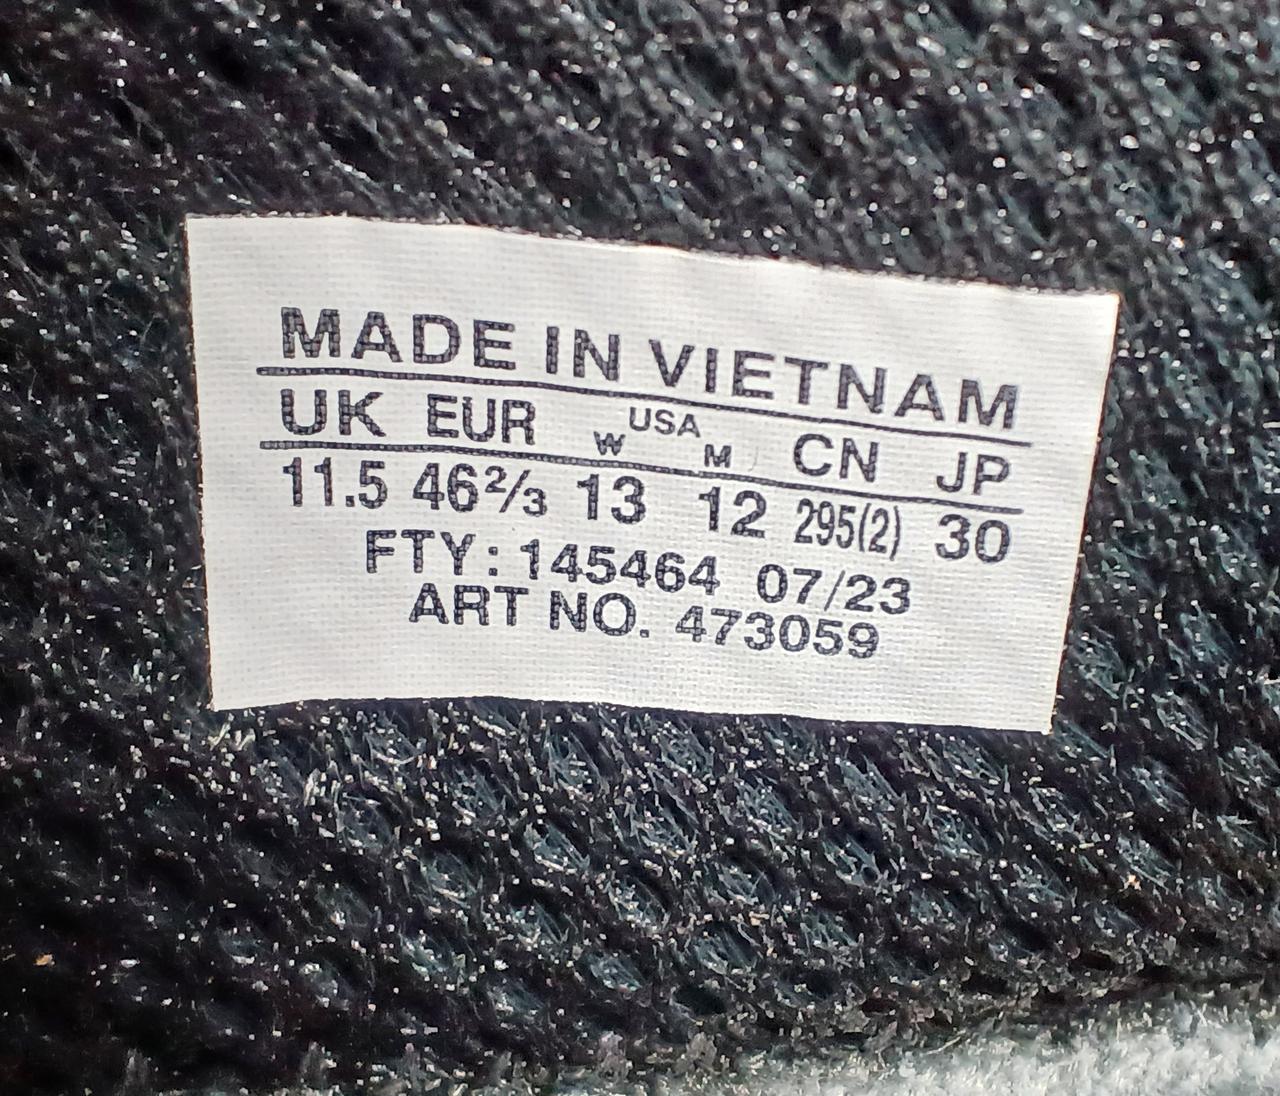 MADE IN VIETNAM
UK EUR W USA M CN JP
11.5 46⅔ 13 12 295(2) 30
FTY: 145464 07/23
ART NO. 473059